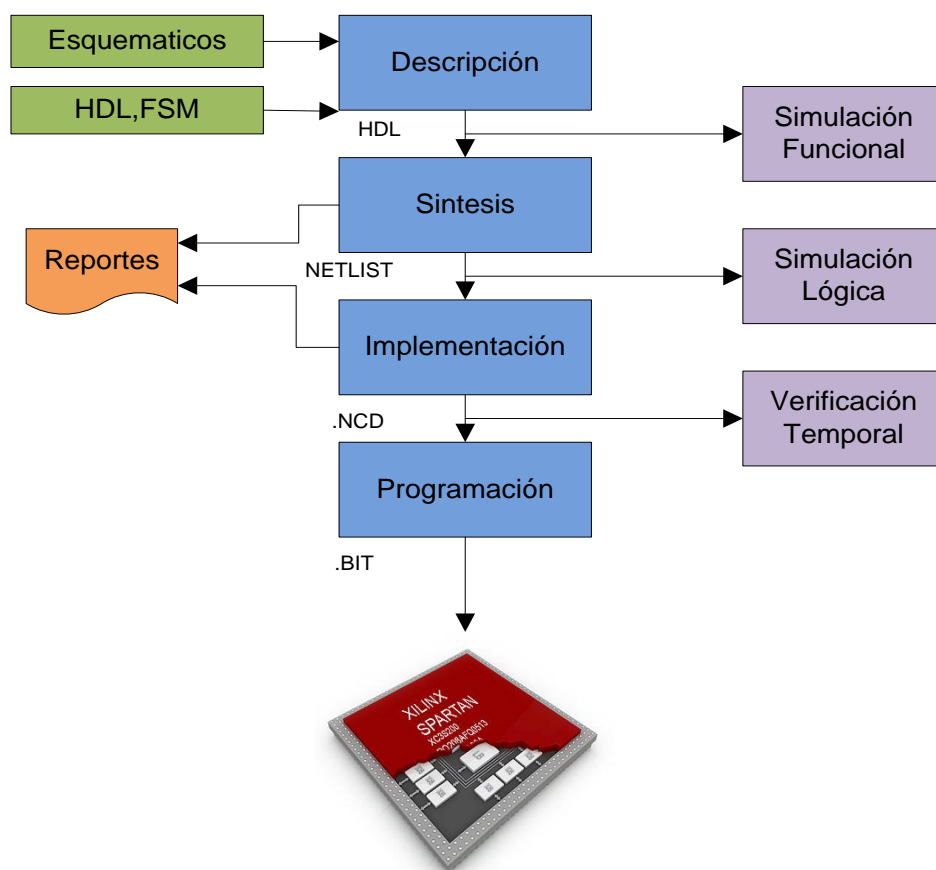 Esquematicos
Descripción
HDL,FSM
HDL
Simulación
Funcional
Sintesis
Reportes
NETLIST
Simulación
Lógica
Implementación
.NCD
Verificación
Temporal
Programación
.BIT
XILINX
SPARTAN
XC3S200